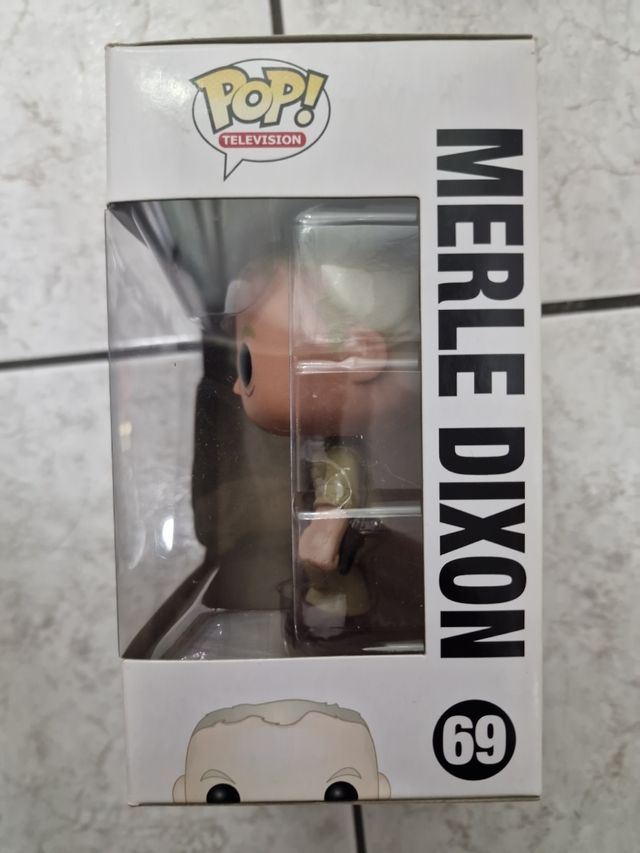 POP!
TELEVISION
MERLE DIXON
69